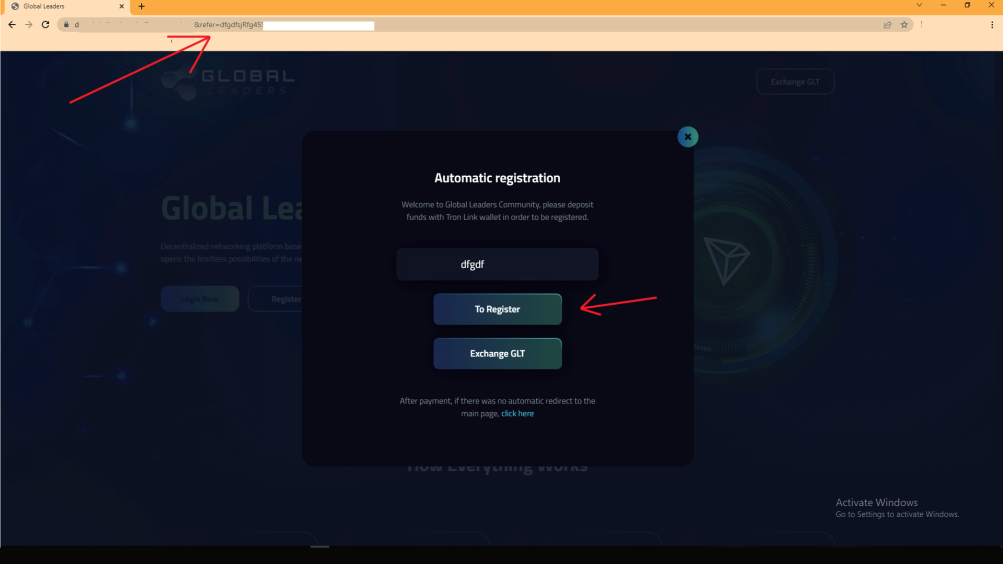 Global Leaders
&refer=dfgdfsjRfg45
GLOBAL
LEADERS
Exchange GLT
Automatic registration
Welcome to Global Leaders Community, please deposit
funds with Tron Link wallet in order to be registered.
Global Lea
Decentralized networking platform base
opens the limitless possibilities of the ne
dfgdf
Login Now
Register
To Register
Exchange GLT
After payment, if there was no automatic redirect to the
main page, click here
How Everything Works
Activate Windows
Go to Settings to activate Windows.